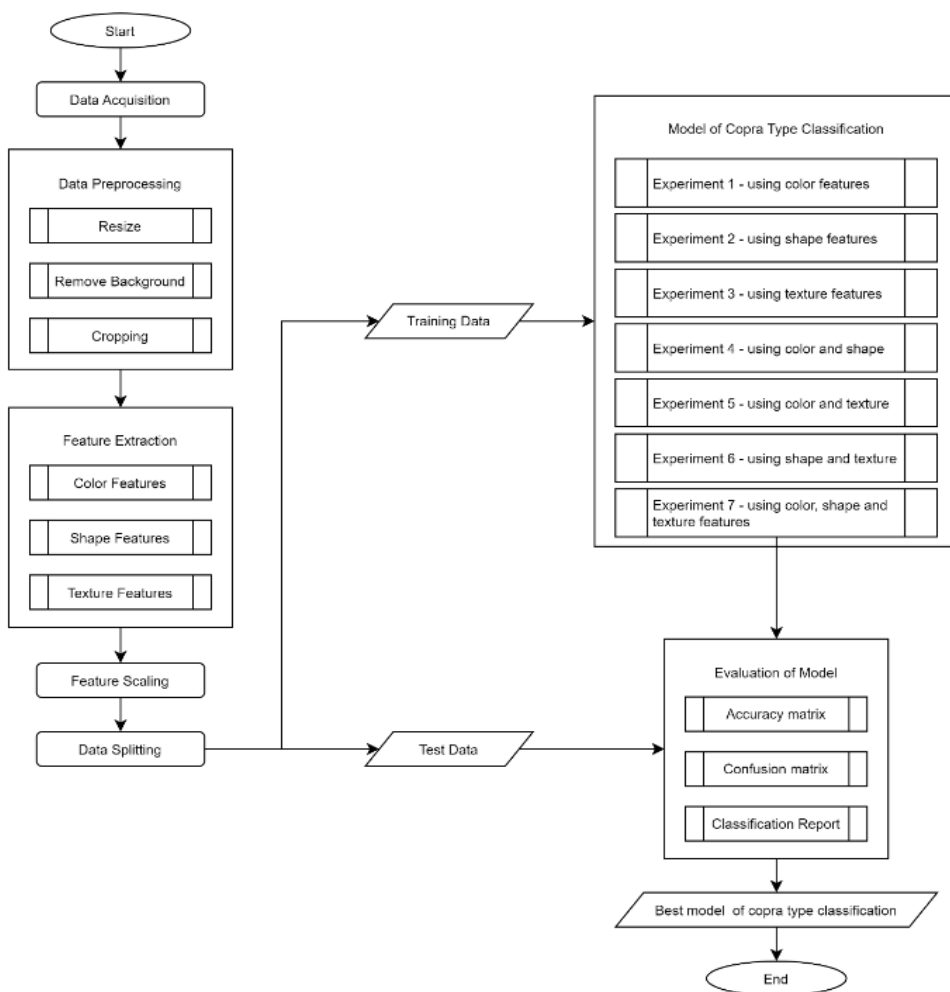 Start
Data Acquisition
Data Preprocessing
Resize
Remove Background
Cropping
Feature Extraction
Color Features
Shape Features
Texture Features
Feature Scaling
Data Splitting
Training Data
Test Data
Model of Copra Type Classification
Experiment 1 - using color features
Experiment 2 - using shape features
Experiment 3 - using texture features
Experiment 4 - using color and shape
Experiment 5 - using color and texture
Experiment 6 - using shape and texture
Experiment 7 - using color, shape and
texture features
Evaluation of Model
Accuracy matrix
Confusion matrix
Classification Report
Best model of copra type classification
End